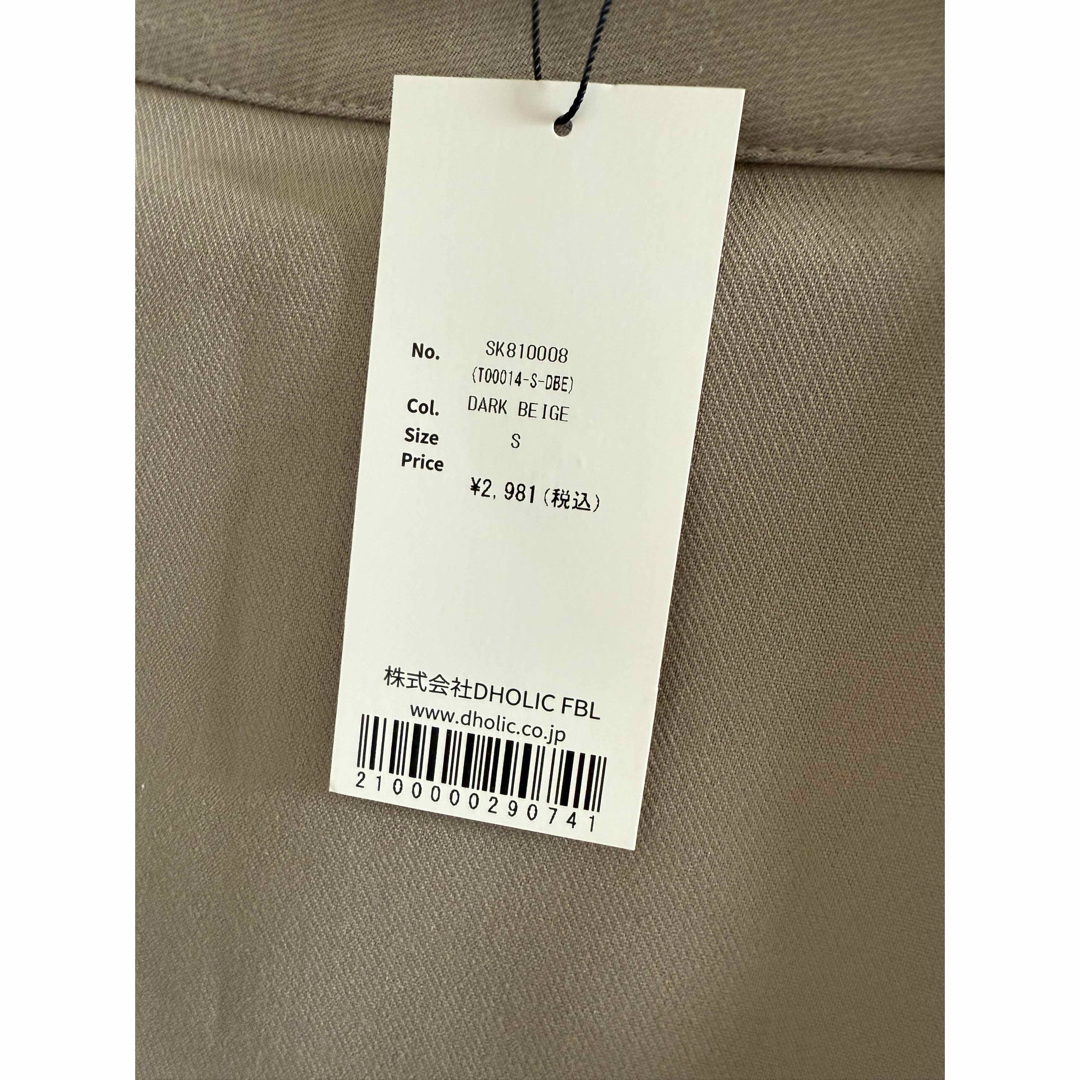 No. SK810008
(T00014-S-DBE)
Col. DARK BEIGE
Size S
Price
¥2,981(税込)
株式会社DHOLIC FBL
www.dholic.co.jp
2100000290741